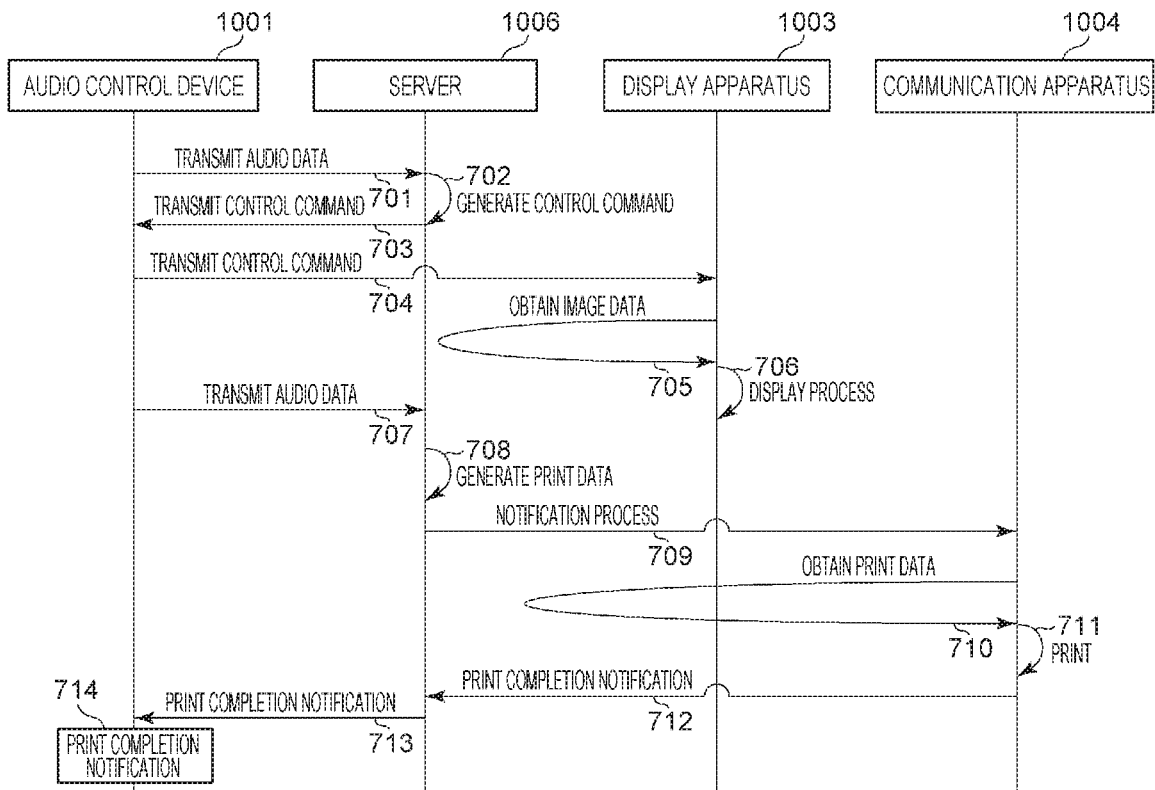 1001
1006
1003
1004
AUDIO CONTROL DEVICE
SERVER
DISPLAY APPARATUS
COMMUNICATION APPARATUS
TRANSMIT AUDIO DATA
701
702
GENERATE CONTROL COMMAND
TRANSMIT CONTROL COMMAND
703
TRANSMIT CONTROL COMMAND
704
OBTAIN IMAGE DATA
705
706
DISPLAY PROCESS
TRANSMIT AUDIO DATA
707
708
GENERATE PRINT DATA
NOTIFICATION PROCESS
709
OBTAIN PRINT DATA
710
711
PRINT
PRINT COMPLETION NOTIFICATION
712
PRINT COMPLETION NOTIFICATION
713
714
PRINT COMPLETION
NOTIFICATION